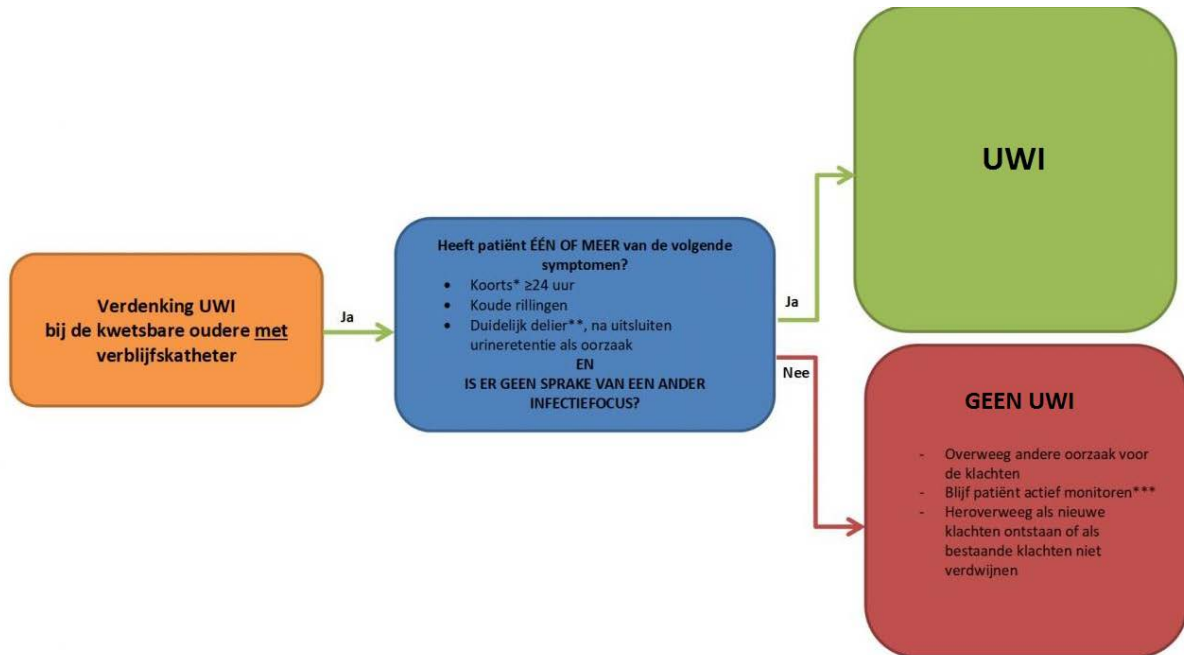 Verdenking UWI
bij de kwetsbare oudere met
verblijfskatheter
Ja
Heeft patiënt ÉÉN OF MEER van de volgende
symptomen?
• Koorts* ≥24 uur
• Koude rillingen
• Duidelijk delier**, na uitsluiten
urineretentie als oorzaak
EN
IS ER GEEN SPRAKE VAN EEN ANDER
INFECTIEFOCUS?
Ja
UWI
Nee
GEEN UWI
- Overweeg andere oorzaak voor
de klachten
- Blijf patiënt actief monitoren***
- Heroverweeg als nieuwe
klachten ontstaan of als
bestaande klachten niet
verdwijnen